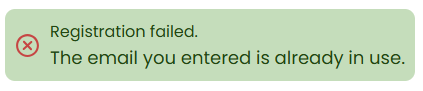 Registration failed.
The email you entered is already in use.